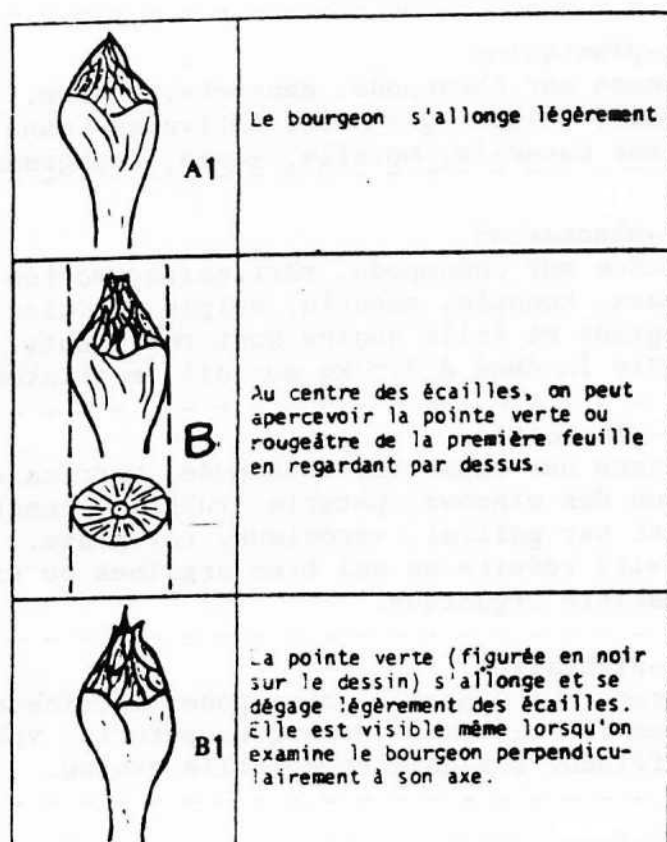 A1
Le bourgeon s'allonge légèrement
B
Au centre des écailles, on peut
apercevoir la pointe verte ou
rougeâtre de la première feuille
en regardant par dessus.
B1
La pointe verte (figurée en noir
sur le dessin) s'allonge et se
dégage légèrement des écailles.
Elle est visible même lorsqu'on
examine le bourgeon perpendicu-
lairement à son axe.